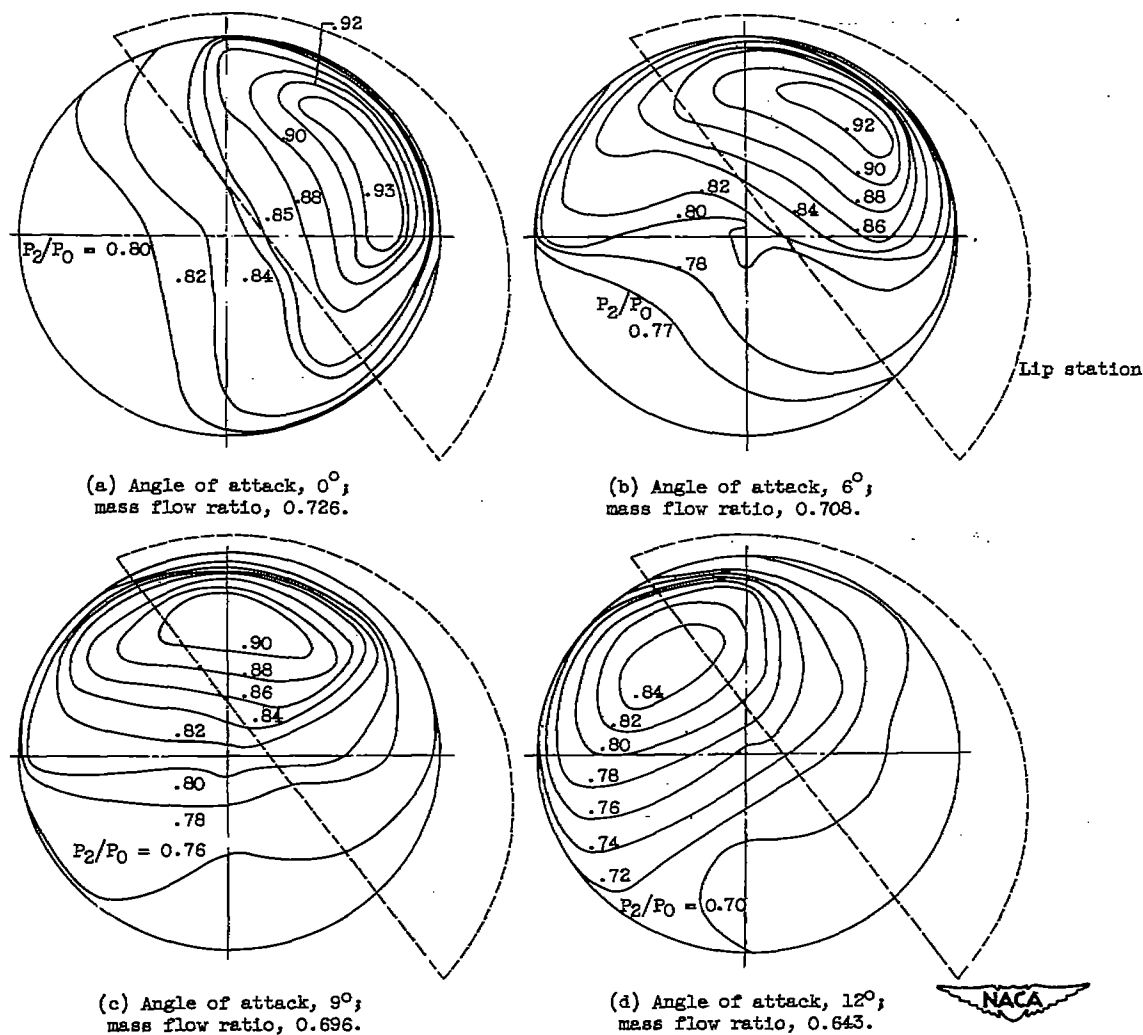 .92
.90
.93
.88
.85
P₂/P₀ = 0.80
.82
.84
(a) Angle of attack, 0°;
mass flow ratio, 0.726.
.92
.90
.82
.88
.80
.84
.86
.78
P₂/P₀
0.77
Lip station
(b) Angle of attack, 6°;
mass flow ratio, 0.708.
.90
.88
.86
.84
.82
.80
.78
P₂/P₀ = 0.76
(c) Angle of attack, 9°;
mass flow ratio, 0.696.
.84
.82
.80
.78
.76
.74
.72
P₂/P₀ = 0.70
(d) Angle of attack, 12°;
mass flow ratio, 0.643.
NACA